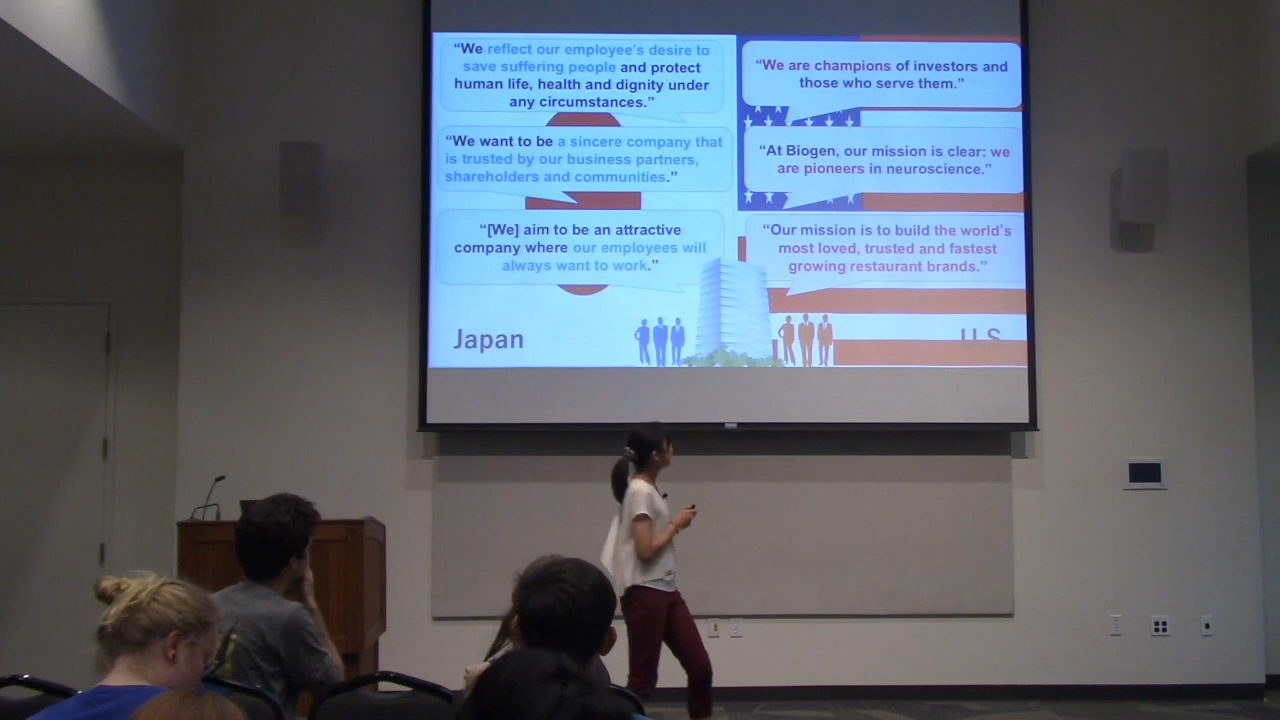 “We reflect our employee’s desire to
save suffering people and protect
human life, health and dignity under
any circumstances.”
“We want to be a sincere company that
is trusted by our business partners,
shareholders and communities.”
“[We] aim to be an attractive
company where our employees will
always want to work.”
Japan
“We are champions of investors and
those who serve them.”
“At Biogen, our mission is clear: we
are pioneers in neuroscience.”
“Our mission is to build the world’s
most loved, trusted and fastest
growing restaurant brands.”
U.S